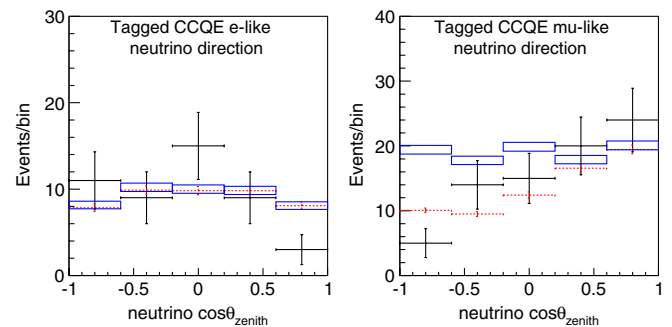 Tagged CCQE e-like
neutrino direction
Events/bin
30
20
10
0
-1
-0.5
0
0.5
1
neutrino cosθzenith
Tagged CCQE mu-like
neutrino direction
Events/bin
40
30
20
10
0
-1
-0.5
0
0.5
1
neutrino cosθzenith